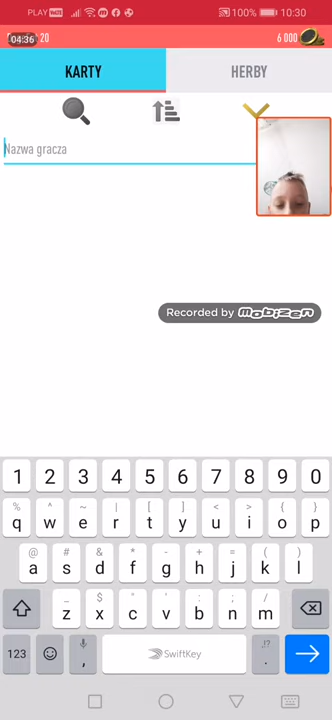 PLAY
100% 10:30
04:36
20
6 000
KARTY HERBY
Nazwa gracza
Recorded by mobizen
1 2 3 4 5 6 7 8 9 0
% ^ ~ | [ ] < > { }
q w e r t y u i o p
@ # & * - + = ( )
a s d f g h j k l
_ $ " ' : ; /
z x c v b n m
123 , SwiftKey ,!? .